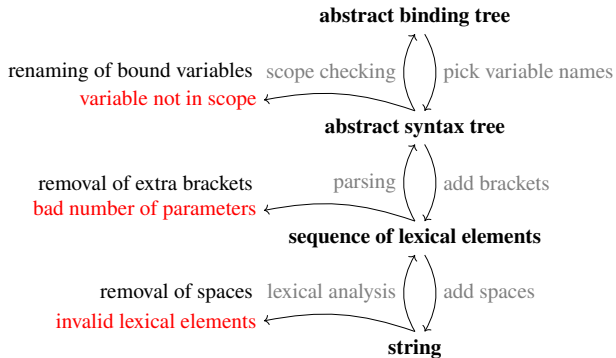 abstract binding tree
renaming of bound variables scope checking pick variable names
variable not in scope
abstract syntax tree
removal of extra brackets parsing add brackets
bad number of parameters
sequence of lexical elements
removal of spaces lexical analysis add spaces
invalid lexical elements
string